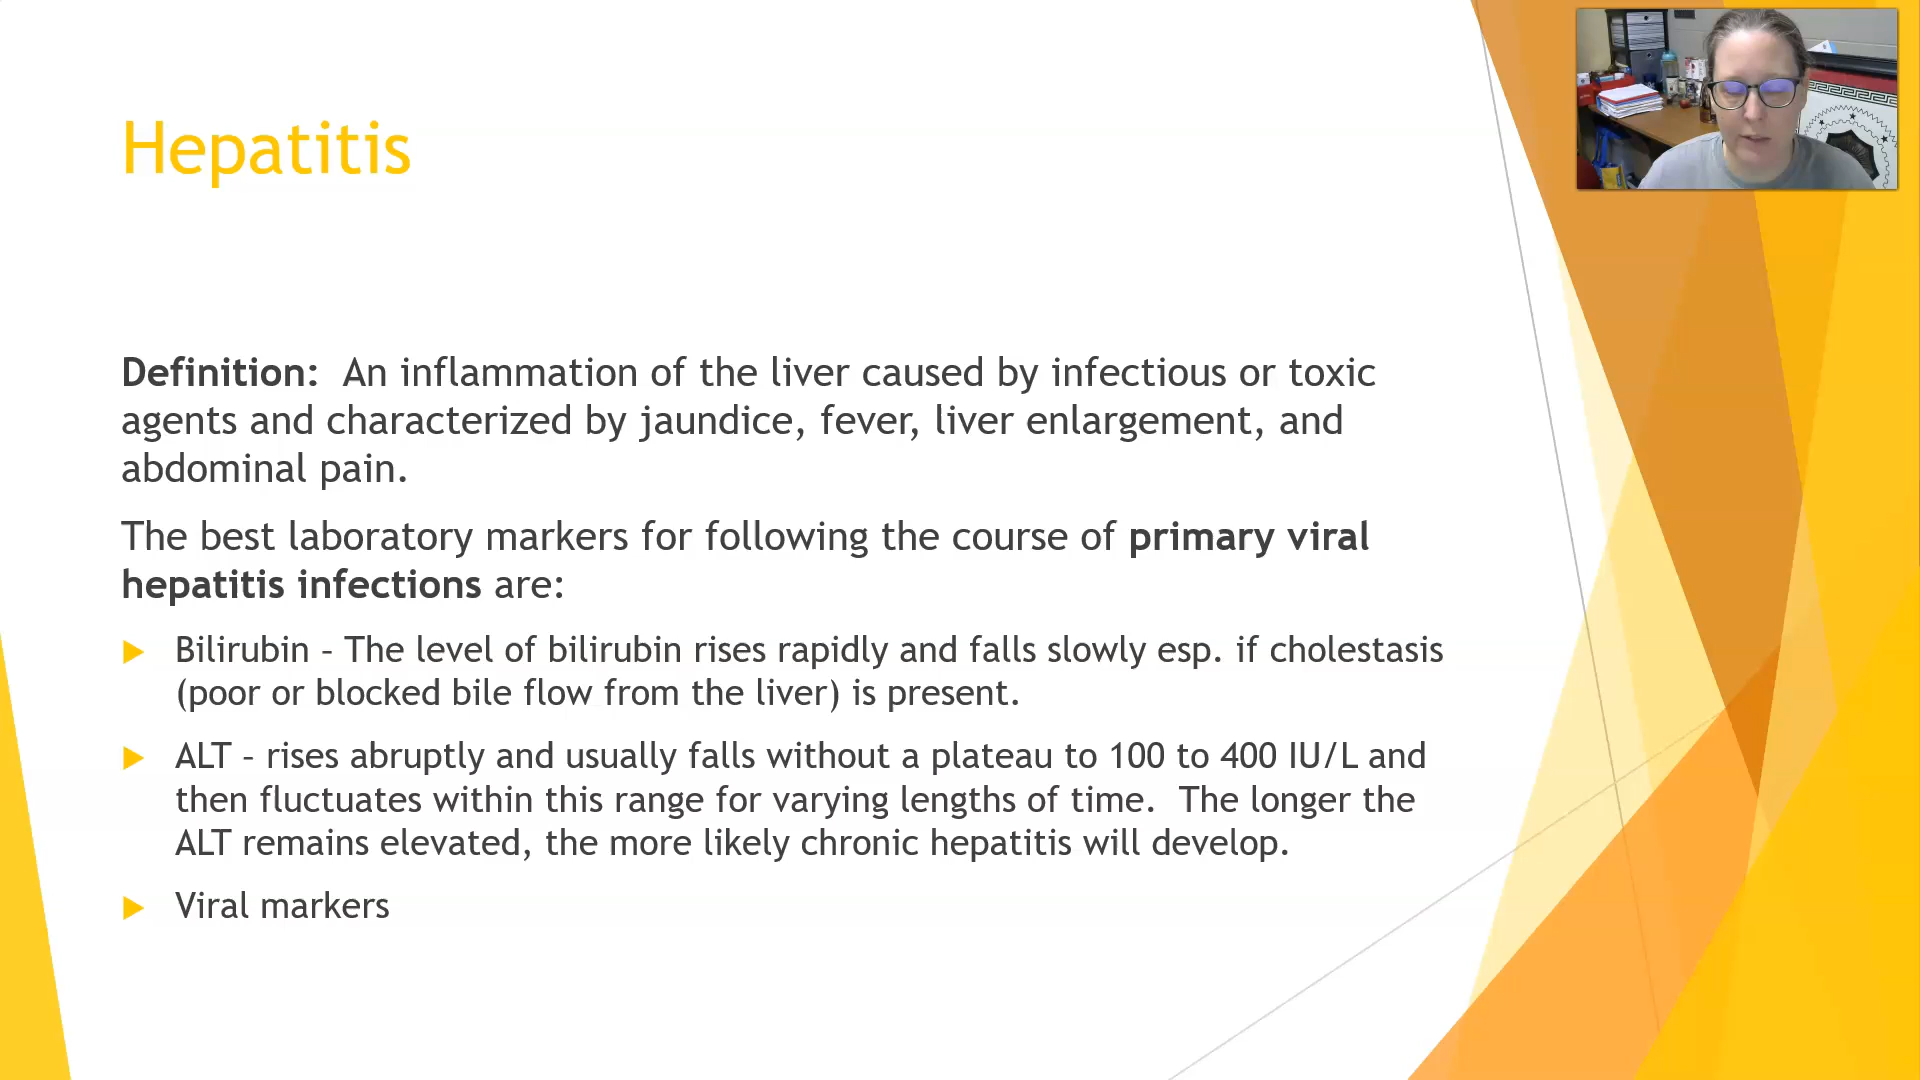 Hepatitis
Definition:  An inflammation of the liver caused by infectious or toxic
agents and characterized by jaundice, fever, liver enlargement, and
abdominal pain.
The best laboratory markers for following the course of primary viral
hepatitis infections are:
Bilirubin – The level of bilirubin rises rapidly and falls slowly esp. if cholestasis
(poor or blocked bile flow from the liver) is present.
ALT – rises abruptly and usually falls without a plateau to 100 to 400 IU/L and
then fluctuates within this range for varying lengths of time.  The longer the
ALT remains elevated, the more likely chronic hepatitis will develop.
Viral markers